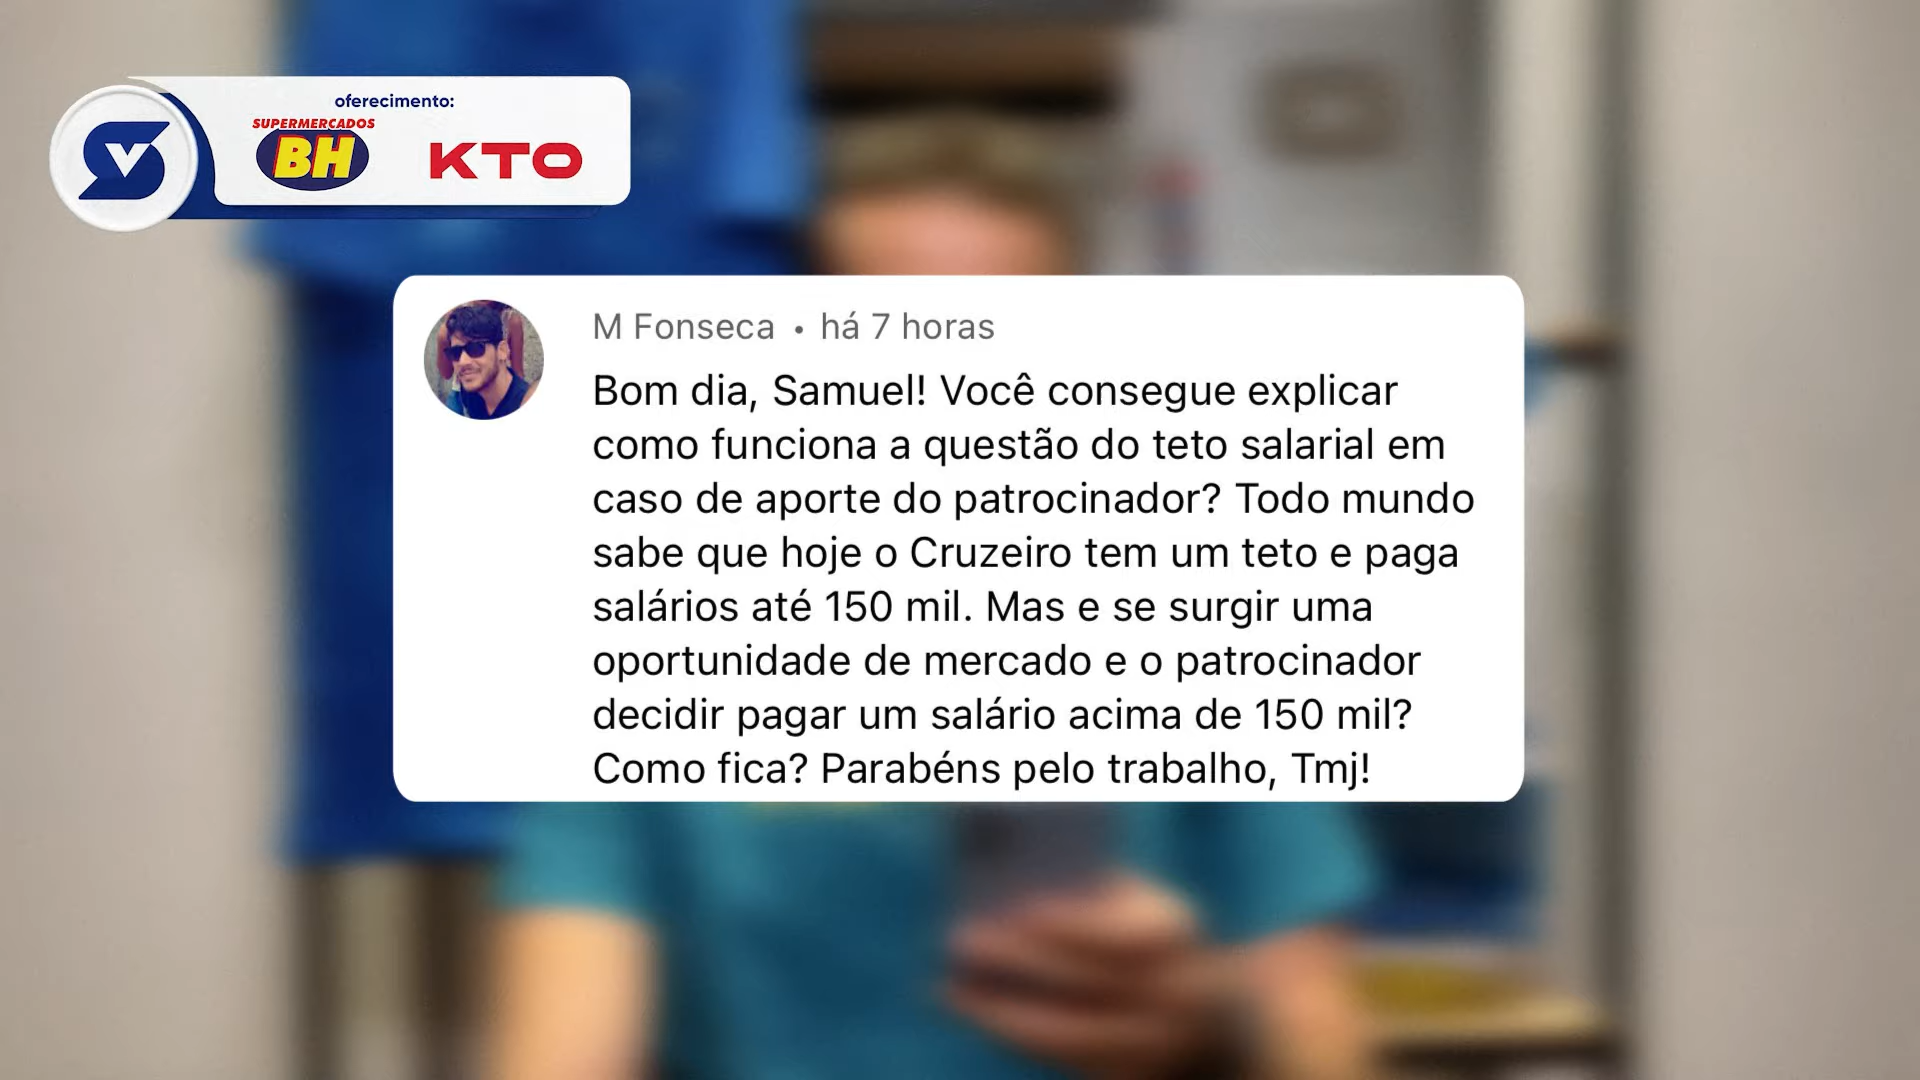 oferecimento:
SUPERMERCADOS
BH
KTO
M Fonseca • há 7 horas
Bom dia, Samuel! Você consegue explicar
como funciona a questão do teto salarial em
caso de aporte do patrocinador? Todo mundo
sabe que hoje o Cruzeiro tem um teto e paga
salários até 150 mil. Mas e se surgir uma
oportunidade de mercado e o patrocinador
decidir pagar um salário acima de 150 mil?
Como fica? Parabéns pelo trabalho, Tmj!